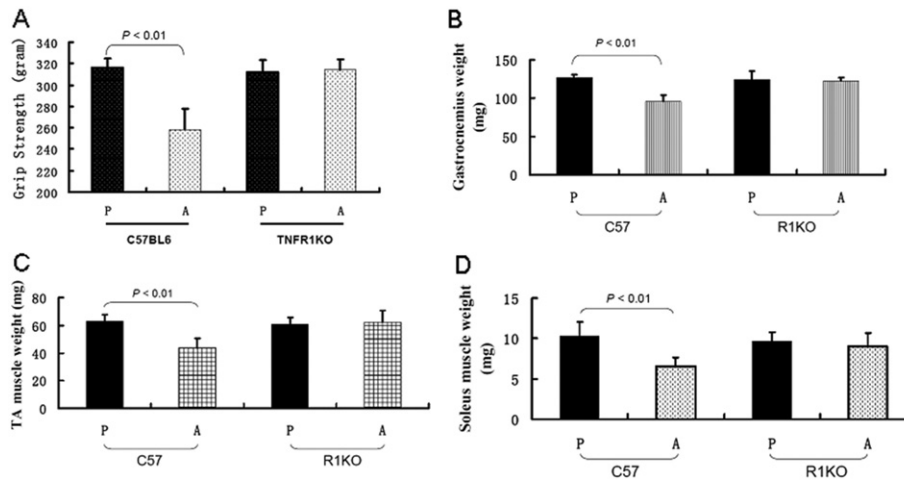 A
P < 0.01
Grip Strength (gram)
340
320
300
280
260
240
220
200
P A P A
C57BL6 TNFR1KO
B
P < 0.01
Gastrocnemius weight
(mg)
150
100
50
0
P A P A
C57 R1KO
C
P < 0.01
TA muscle weight (mg)
80
60
40
20
0
P A P A
C57 R1KO
D
P < 0.01
Soleus muscle weight
(mg)
15
10
5
0
P A P A
C57 R1KO